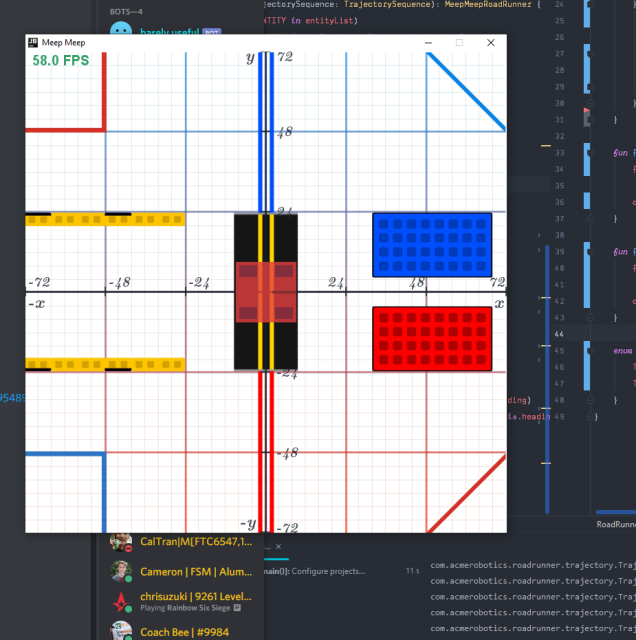 BOTS—4
barely useful BOT
jectorySequence: TrajectorySequence): MeepMeepRoadRunner {
NTITY in entityList)
Meep Meep
58.0 FPS
y
72
48
24
-72
-48
-24
24
48
72
-x
x
-24
-48
-y
-72
24
25
26
27
28
29
30
31
32
33
34
35
36
37
38
39
40
41
42
43
44
45
46
47
48
49
}
}
fun f
}
fun f
}
enum
}
}
95489
ding)
ia.headin
CalTran|M[FTC6547,1...
Cameron | FSM | Alum...
chrisuzuki | 9261 Level...
Playing Rainbow Six Siege
Coach Bee | #9984
main()]: Configure projects...
11 s
RoadRunn
com.acmerobotics.roadrunner.trajectory.Traj
com.acmerobotics.roadrunner.trajectory.Traj
com.acmerobotics.roadrunner.trajectory.Traj
com.acmerobotics.roadrunner.trajectory.Traj
com.acmerobotics.roadrunner.trajectory.Traj